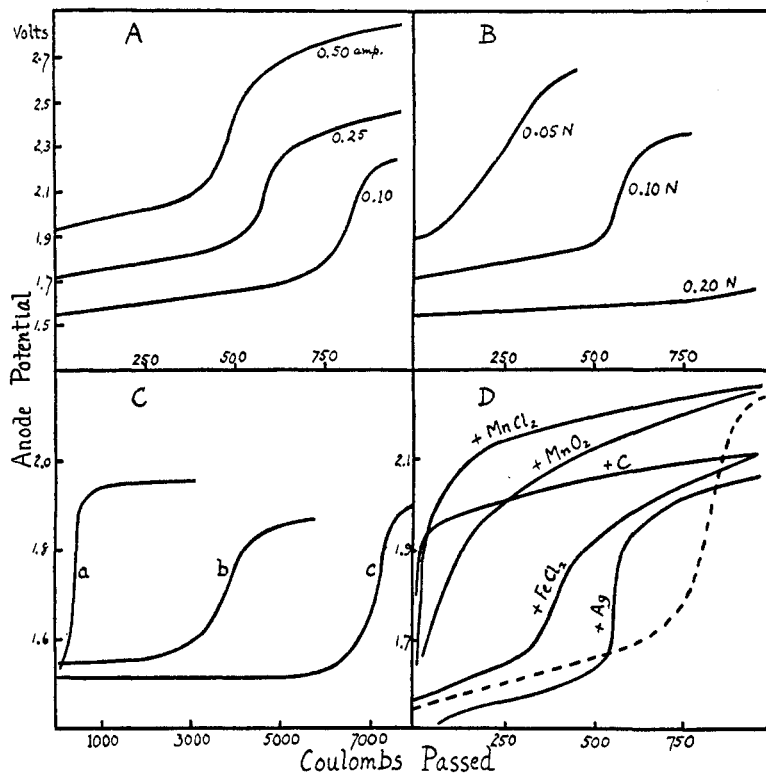 Volts A B
2.7
2.5
2.3
2.1
1.9
1.7
1.5
0.50 amp.
0.25
0.10
250 500 750
0.05 N
0.10 N
0.20 N
250 500 750
Anode Potential
C D
2.0
1.8
1.6
a b c
1000 3000 5000 7000
2.1
1.9
1.7
+ MnCl2
+ MnO2
+ C
+ FeCl2
+ Ag
250 500 750
Coulombs Passed